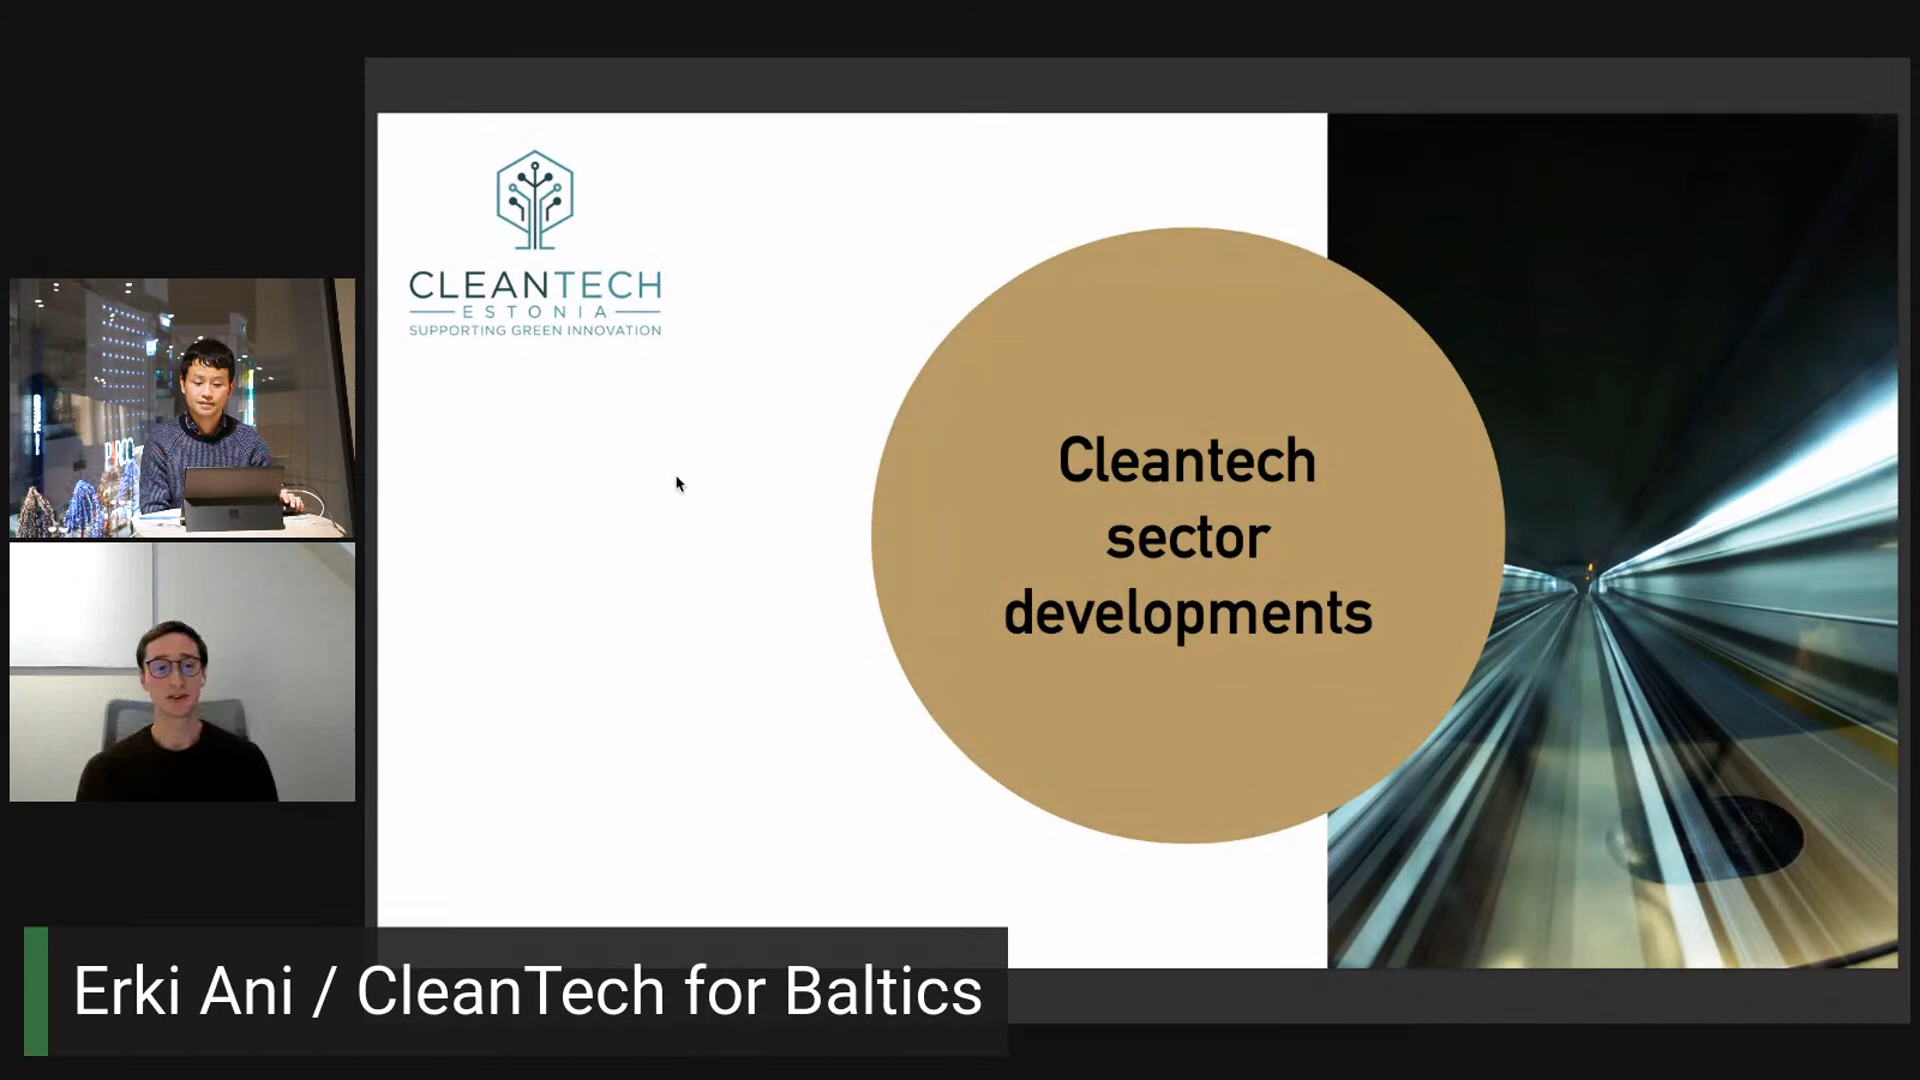 CLEANTECH
ESTONIA
SUPPORTING GREEN INNOVATION
Cleantech
sector
developments
Erki Ani / CleanTech for Baltics